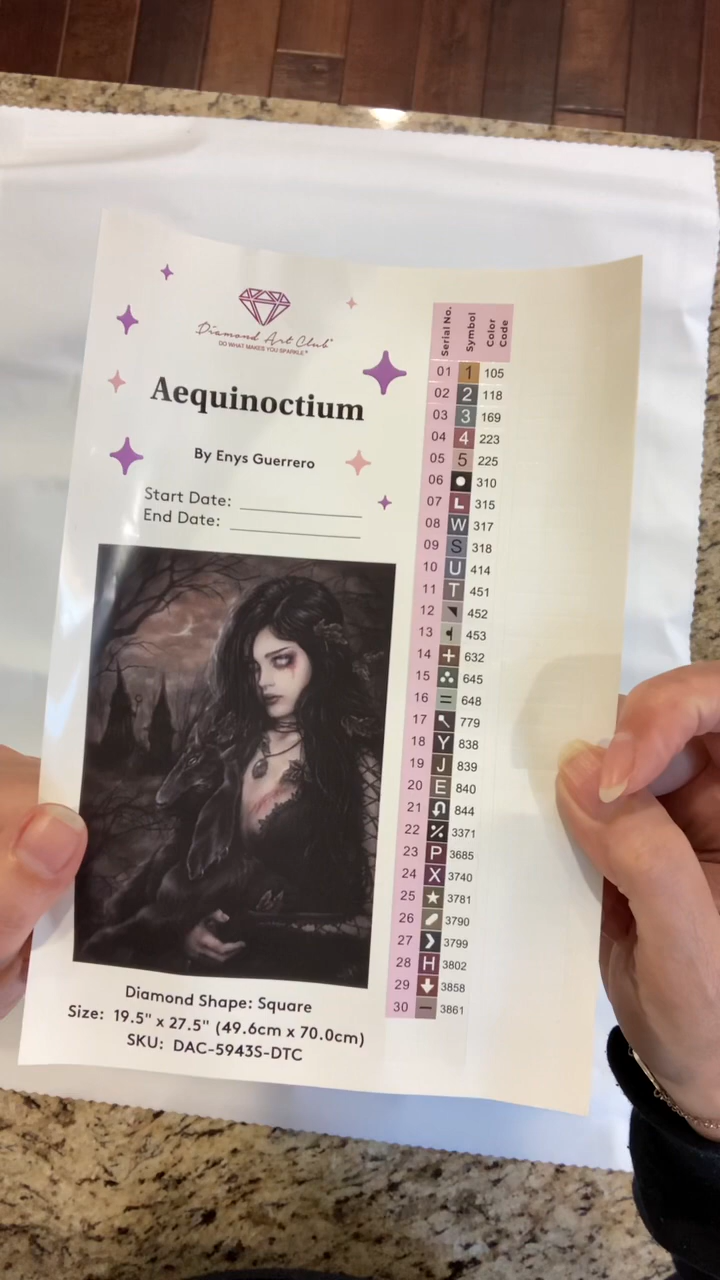 Diamond Art Club®
DO WHAT MAKES YOU SPARKLE®
Aequinoctium
By Enys Guerrero
Start Date:
End Date:
Diamond Shape: Square
Size: 19.5" x 27.5" (49.6cm x 70.0cm)
SKU: DAC-5943S-DTC
Serial No. Symbol Color Code
01 1 105
02 2 118
03 3 169
04 4 223
05 5 225
06 ● 310
07 L 315
08 W 317
09 S 318
10 U 414
11 T 451
12 ◥ 452
13 453
14 + 632
15 ∴ 645
16 = 648
17 779
18 Y 838
19 J 839
20 E 840
21 844
22 ⁒ 3371
23 P 3685
24 X 3740
25 ★ 3781
26 3790
27 ❯ 3799
28 H 3802
29 🡇 3858
30 — 3861